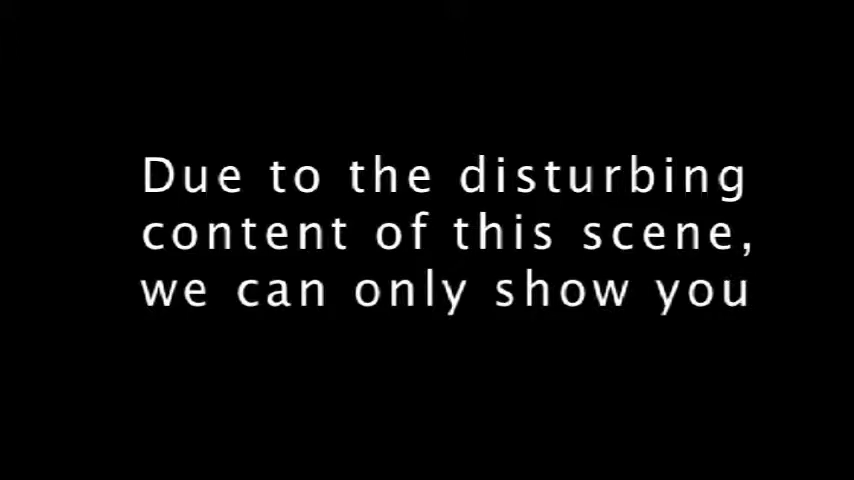 Due to the disturbing
content of this scene,
we can only show you